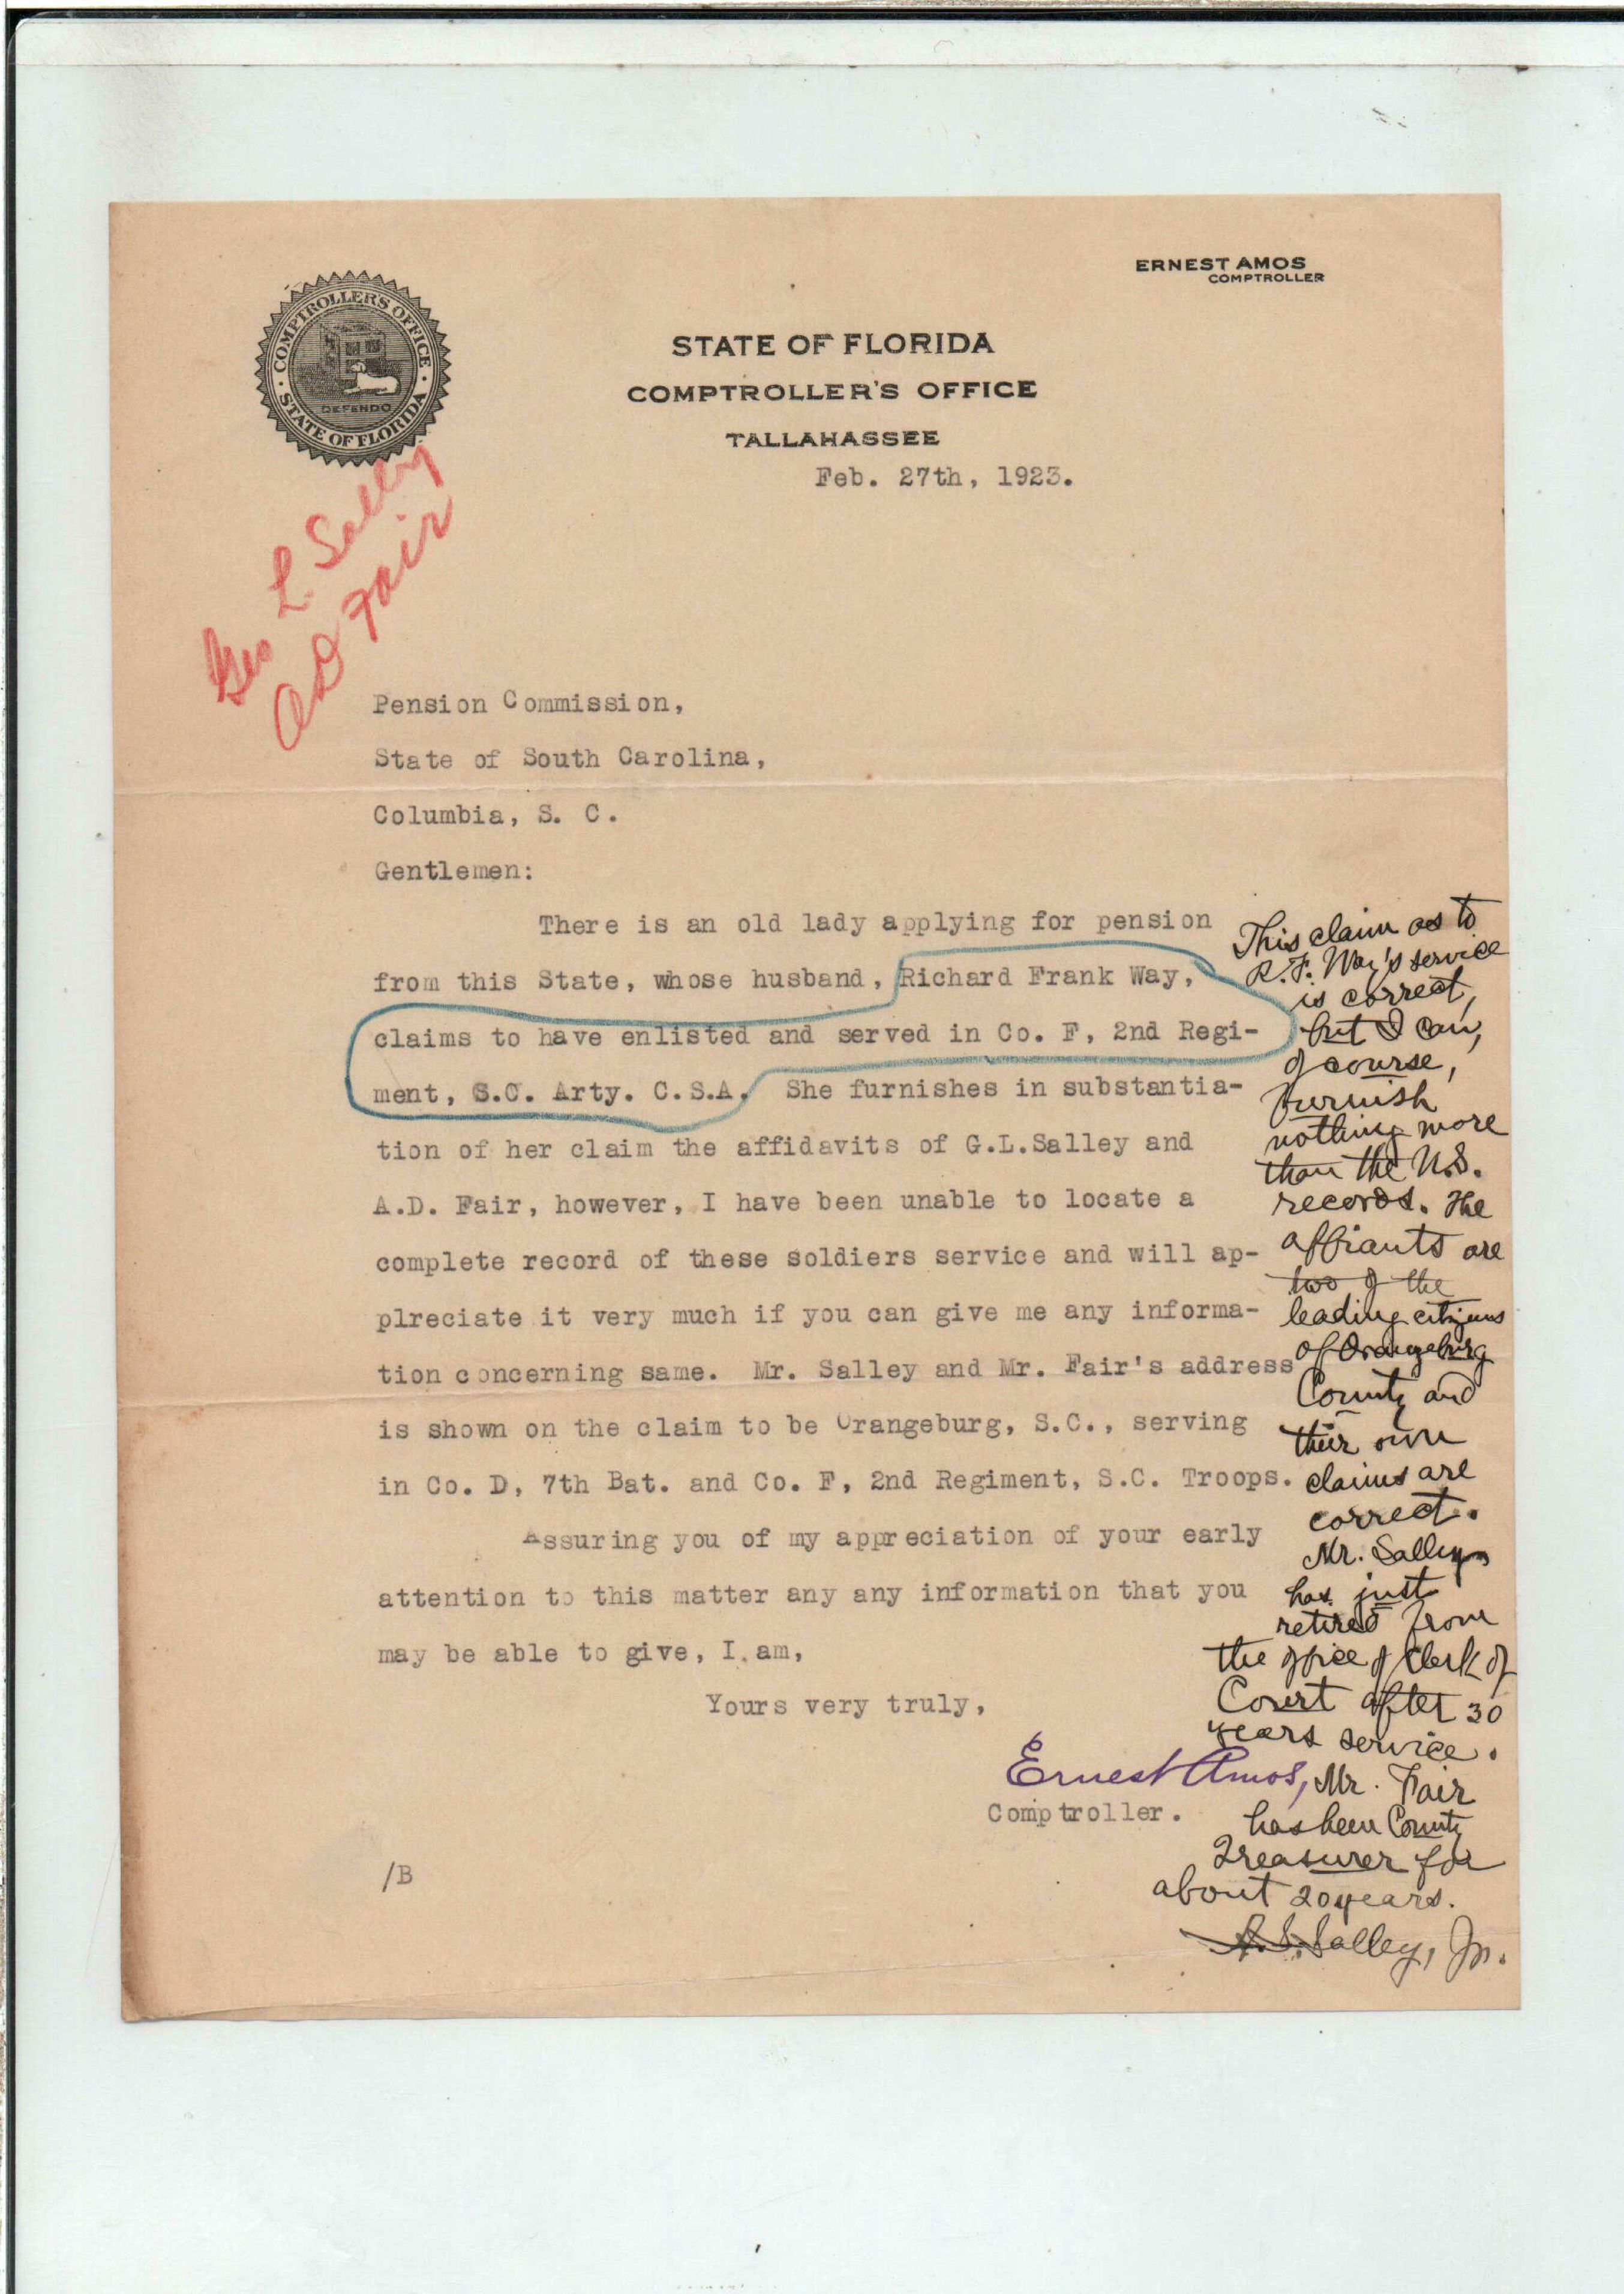 ERNEST AMOS
COMPTROLLER
COMPTROLLER'S OFFICE
DEFENDO
STATE OF FLORIDA
STATE OF FLORIDA
COMPTROLLER'S OFFICE
TALLAHASSEE
Feb. 27th, 1923.
Geo L Sally
A D Fair
Pension Commission,
State of South Carolina,
Columbia, S. C.
Gentlemen:
There is an old lady applying for pension
from this State, whose husband, Richard Frank Way,
claims to have enlisted and served in Co. F, 2nd Regi-
ment, S.C. Arty. C.S.A. She furnishes in substantia-
tion of her claim the affidavits of G.L.Salley and
A.D. Fair, however, I have been unable to locate a
complete record of these soldiers service and will ap-
plreciate it very much if you can give me any informa-
tion concerning same. Mr. Salley and Mr. Fair's address
is shown on the claim to be Orangeburg, S.C., serving
in Co. D, 7th Bat. and Co. F, 2nd Regiment, S.C. Troops.
Assuring you of my appreciation of your early
attention to this matter any any information that you
may be able to give, I am,
Yours very truly,
Ernest Amos,
Comptroller.
/B
This claim as to
R.F. Way's service
is correct,
but I can,
of course,
furnish
nothing more
than the U.S.
records. The
affiants are
two of the
leading citizens
of Orangeburg
County and
their own
claims are
correct.
Mr. Salley
has just
retired from
the office of Clerk of
Court after 30
years service.
Mr. Fair
has been County
Treasurer for
about 20 years.
A.S. Salley, Jr.